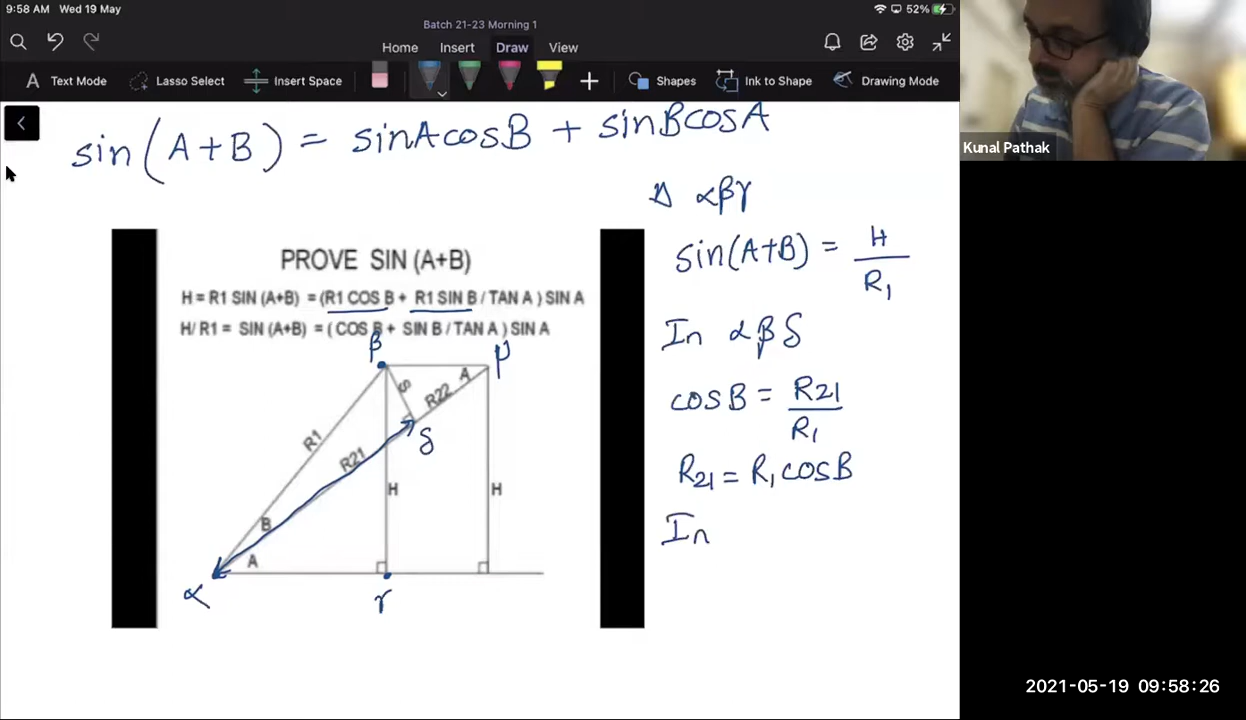 9:58 AM Wed 19 May
52%
Batch 21-23 Morning 1
Home Insert Draw View
Text Mode Lasso Select Insert Space Shapes Ink to Shape Drawing Mode
sin(A+B) = sinAcosB + sinBcosA
Kunal Pathak
Δ αβγ
sin(A+B) = H/R₁
PROVE SIN (A+B)
H = R1 SIN (A+B) = (R1 COS B + R1 SIN B / TAN A ) SIN A
H/ R1 = SIN (A+B) = ( COS B + SIN B / TAN A ) SIN A
In αβδ
β
A
S
R22
cosB = R21/R₁
R1
δ
R21
R₂₁ = R₁cosB
H
H
B
In
A
α
γ
2021-05-19 09:58:26